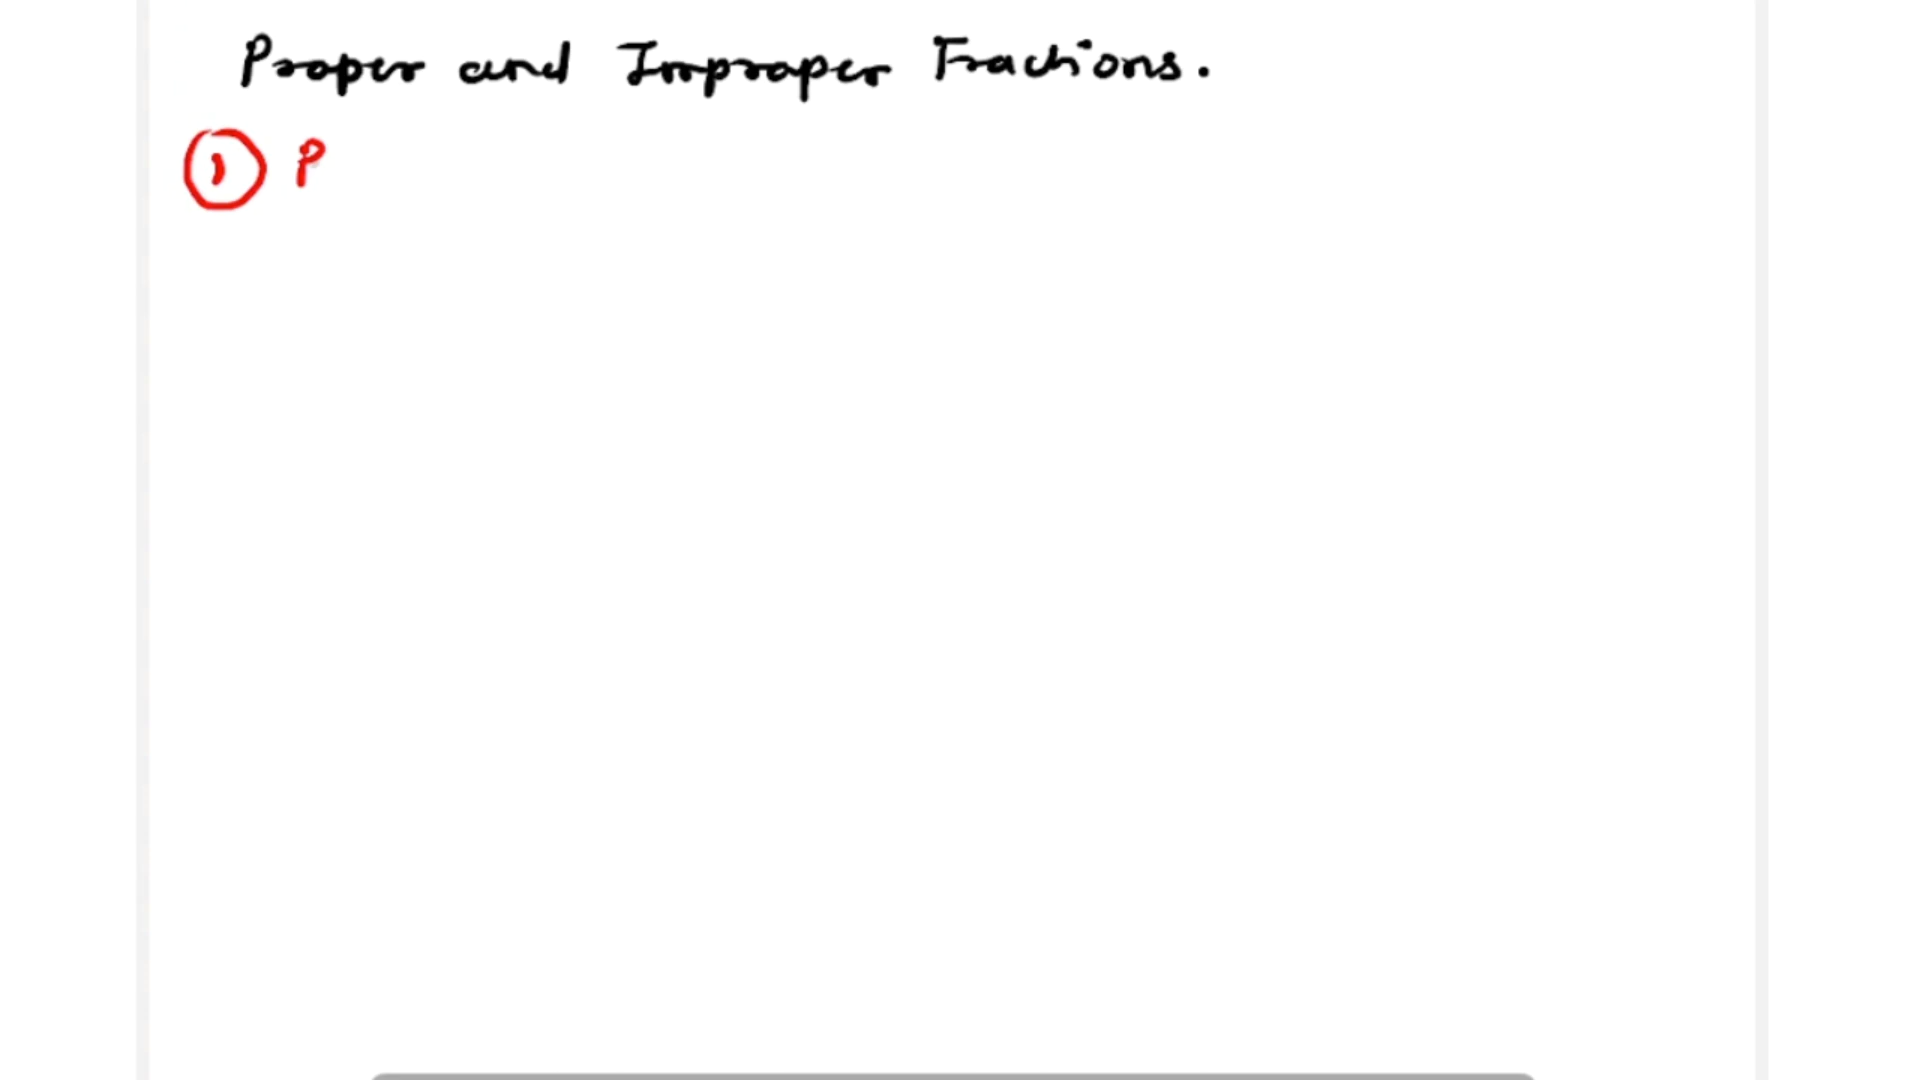 Proper and Improper Fractions.
① P